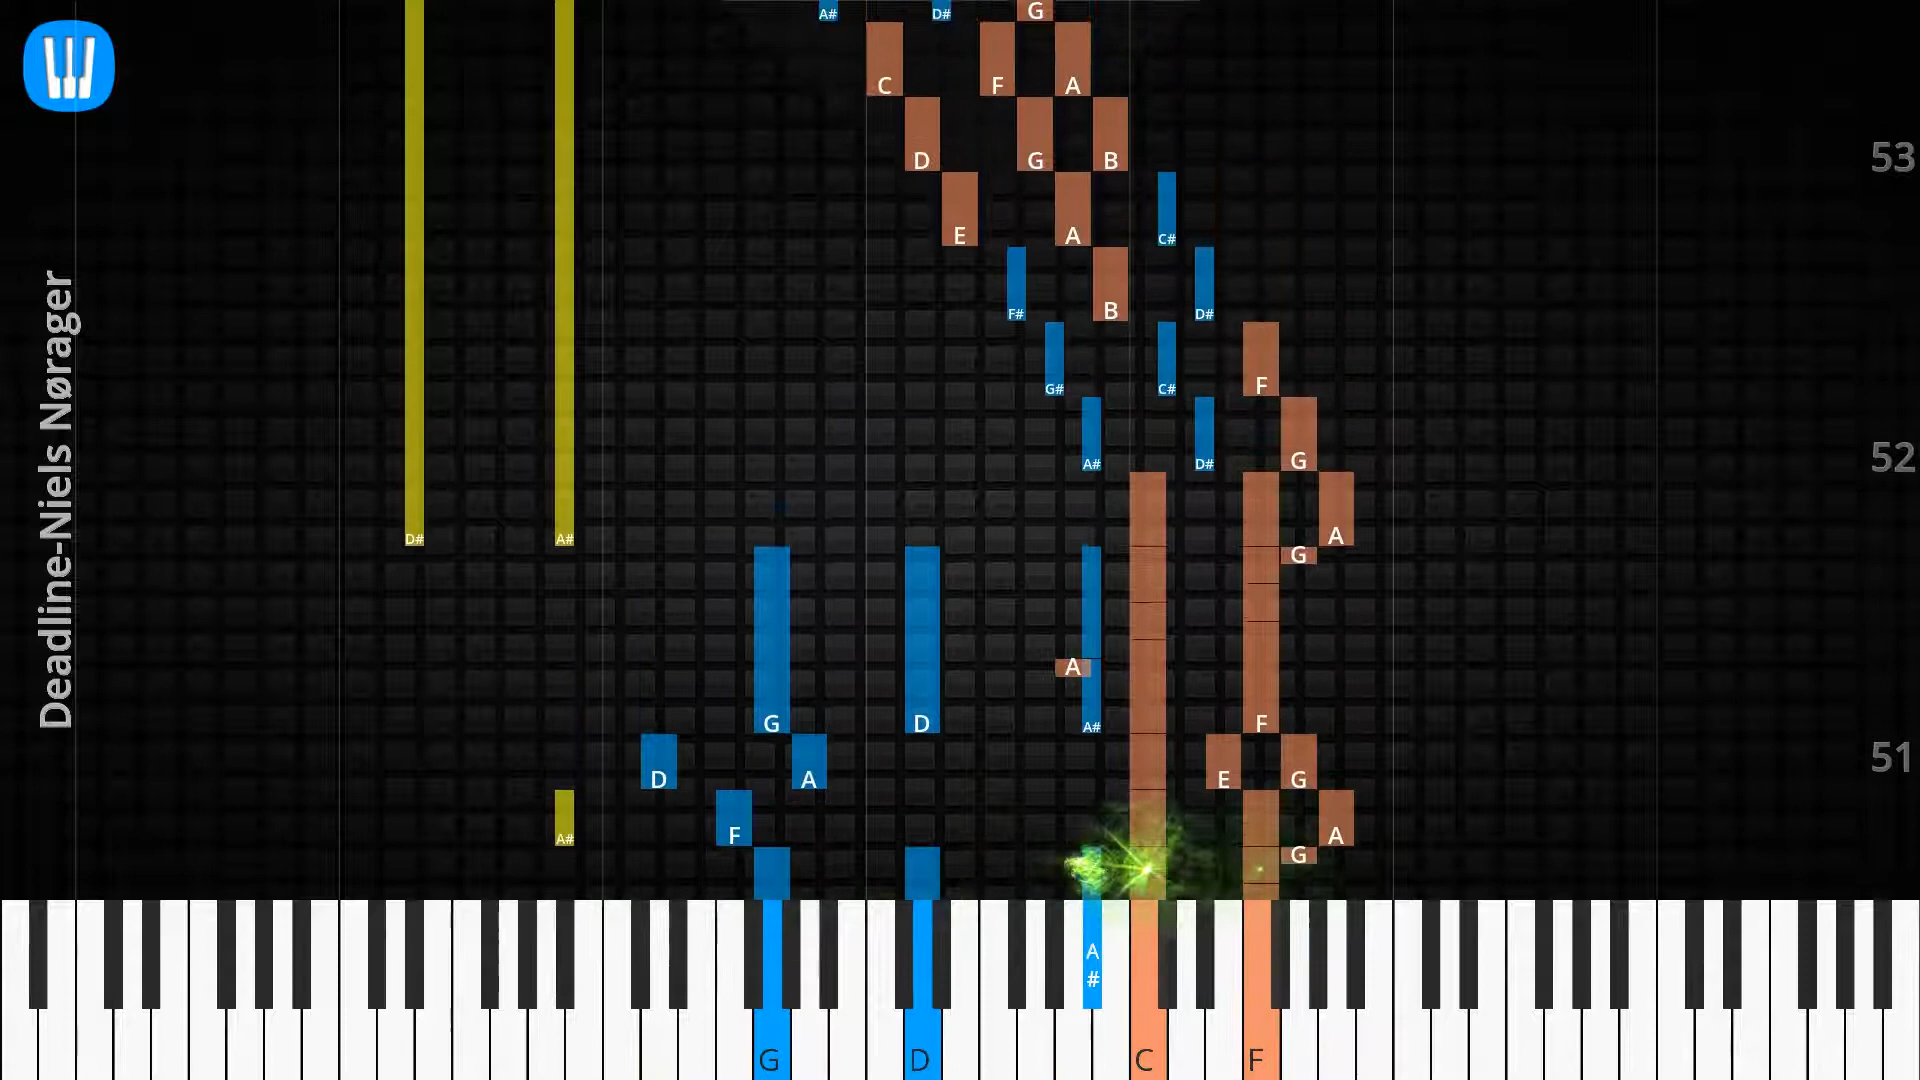 Deadline-Niels Nørager
A# D# G
C F A
D G B
53
E A C#
F# B D#
G# C# F
A# D# G
52
D# A# A
G
A
G D A# F
D A E G
51
A# F A
G
A
#
G D C F